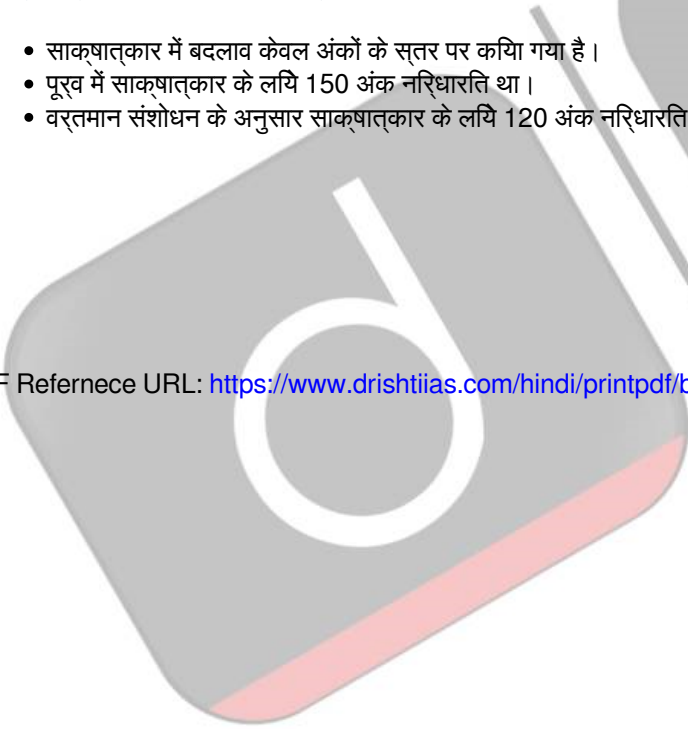 साक्षात्कार में बदलाव केवल अंकों के स्तर पर किया गया है।
पूर्व में साक्षात्कार के लिये 150 अंक निर्धारित था।
वर्तमान संशोधन के अनुसार साक्षात्कार के लिये 120 अंक निर्धारित
F Refernece URL: https://www.drishtiias.com/hindi/printpdf/b